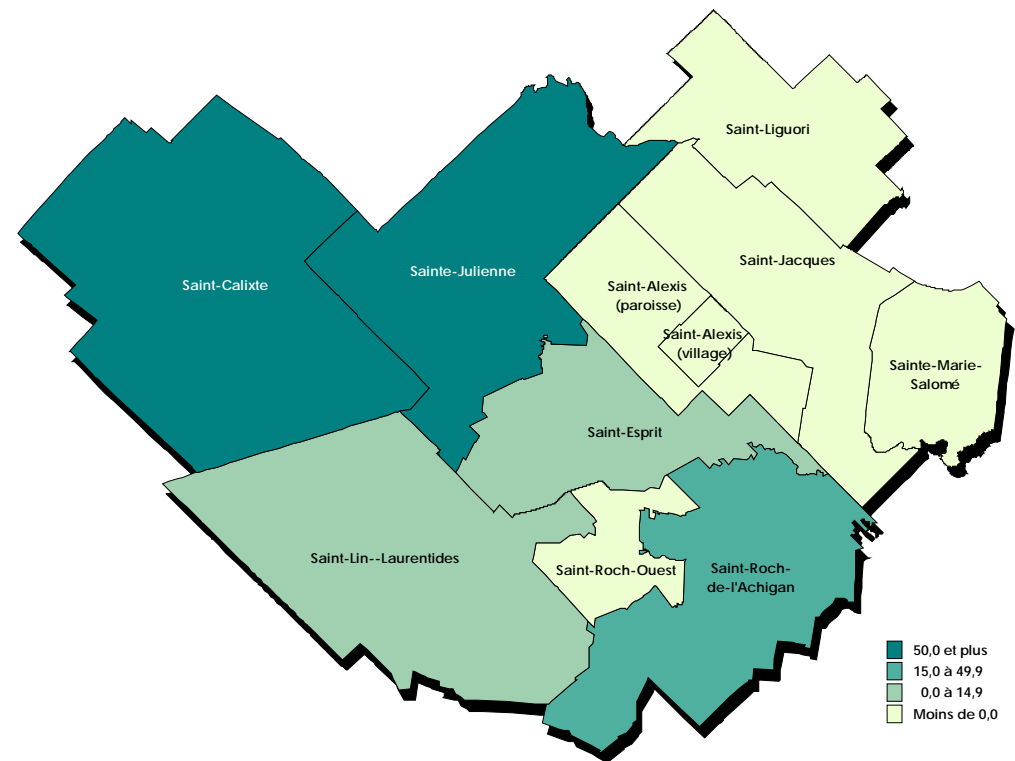 Saint-Liguori
Saint-Jacques
Sainte-Julienne
Saint-Calixte
Saint-Alexis
(paroisse)
Saint-Alexis
(village)
Sainte-Marie-
Salomé
Saint-Esprit
Saint-Lin--Laurentides
Saint-Roch-Ouest
Saint-Roch-
de-l'Achigan
50,0 et plus
15,0 à 49,9
0,0 à 14,9
Moins de 0,0